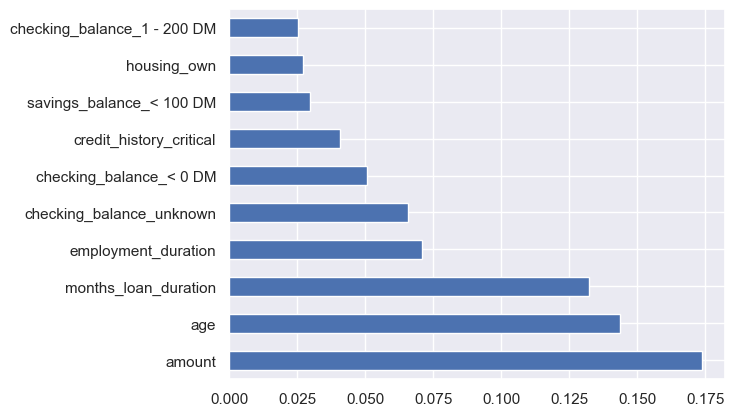 checking_balance_1 - 200 DM
housing_own
savings_balance_< 100 DM
credit_history_critical
checking_balance_< 0 DM
checking_balance_unknown
employment_duration
months_loan_duration
age
amount
0.000 0.025 0.050 0.075 0.100 0.125 0.150 0.175